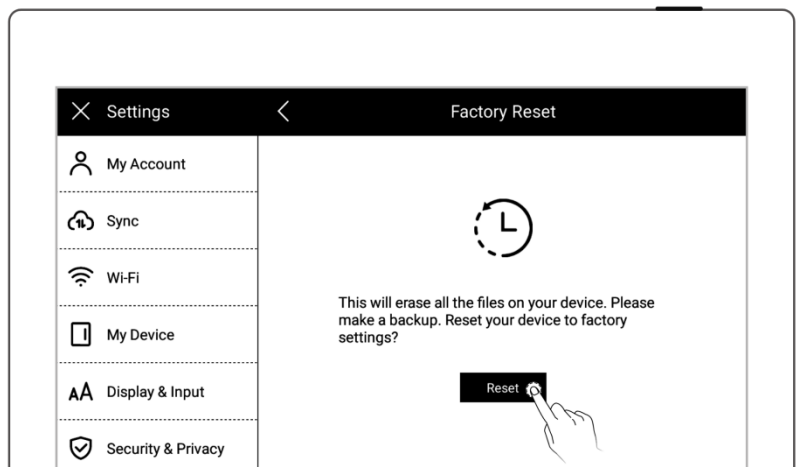 Settings
Factory Reset
My Account
Sync
Wi-Fi
My Device
AA Display & Input
Security & Privacy
This will erase all the files on your device. Please
make a backup. Reset your device to factory
settings?
Reset